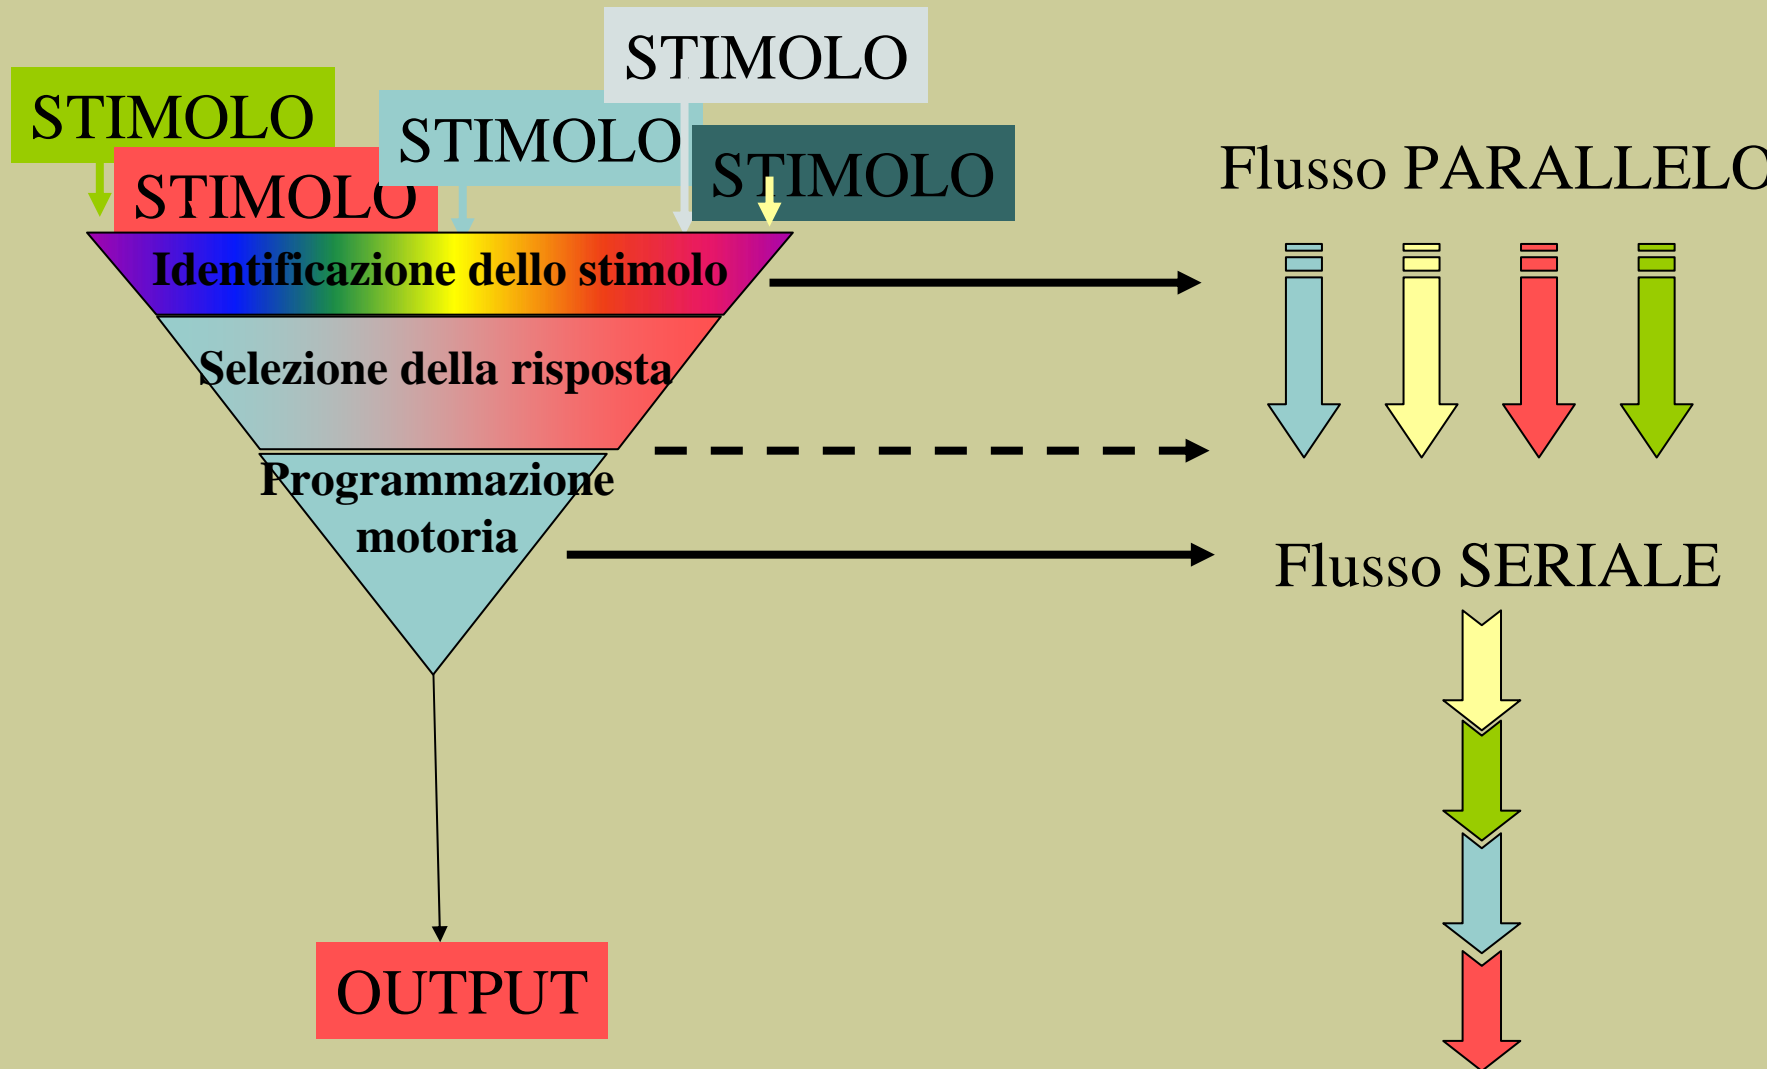 STIMOLO
STIMOLO
STIMOLO
STIMOLO
STIMOLO
Flusso PARALLELO
Identificazione dello stimolo
Selezione della risposta
Programmazione
motoria
Flusso SERIALE
OUTPUT